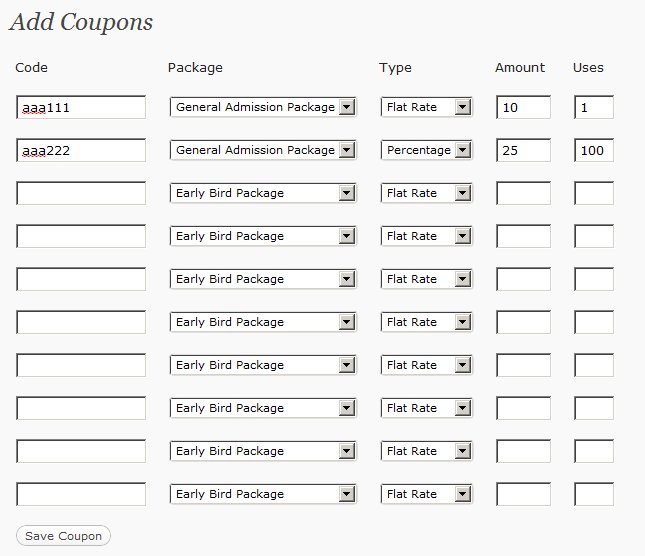 Add Coupons
Code Package Type Amount Uses
aaa111 General Admission Package Flat Rate 10 1
aaa222 General Admission Package Percentage 25 100
Early Bird Package Flat Rate
Early Bird Package Flat Rate
Early Bird Package Flat Rate
Early Bird Package Flat Rate
Early Bird Package Flat Rate
Early Bird Package Flat Rate
Early Bird Package Flat Rate
Early Bird Package Flat Rate
Save Coupon